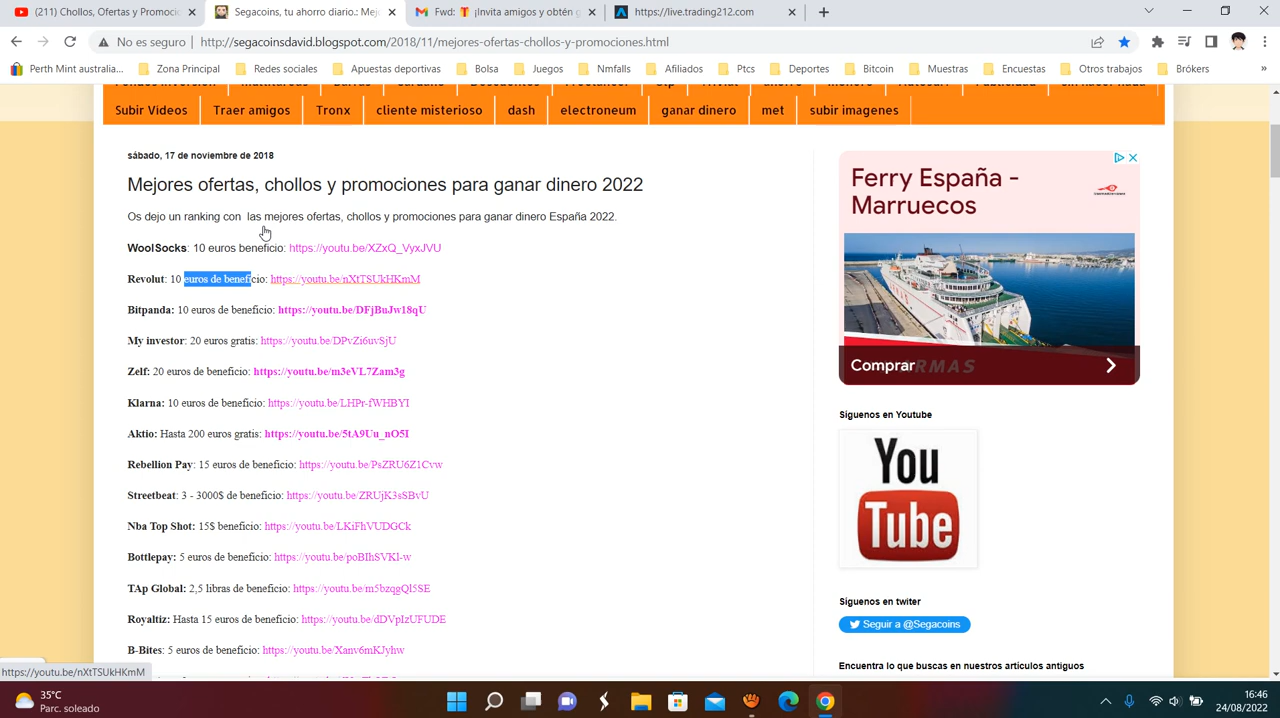 (211) Chollos, Ofertas y Promocio
Segacoins, tu ahorro diario.: Mej
Fwd: ¡Invita amigos y obtén g
https://live.trading212.com
No es seguro
http://segacoinsdavid.blogspot.com/2018/11/mejores-ofertas-chollos-y-promociones.html
Perth Mint australia...
Zona Principal
Redes sociales
Apuestas deportivas
Bolsa
Juegos
Nmfalls
Afiliados
Ptcs
Deportes
Bitcoin
Muestras
Encuestas
Otros trabajos
Brókers
Subir Videos
Traer amigos
Tronx
cliente misterioso
dash
electroneum
ganar dinero
met
subir imagenes
sábado, 17 de noviembre de 2018
Mejores ofertas, chollos y promociones para ganar dinero 2022
Os dejo un ranking con las mejores ofertas, chollos y promociones para ganar dinero España 2022.
WoolSocks: 10 euros beneficio: https://youtu.be/XZxQ_VyxJVU
Revolut: 10 euros de beneficio: https://youtu.be/nXtTSUkHKmM
Bitpanda: 10 euros de beneficio: https://youtu.be/DFjBuJw18qU
My investor: 20 euros gratis: https://youtu.be/DPvZi6uvSjU
Zelf: 20 euros de beneficio: https://youtu.be/m3eVL7Zam3g
Klarna: 10 euros de beneficio: https://youtu.be/LHPr-fWHBYI
Aktio: Hasta 200 euros gratis: https://youtu.be/5tA9Uu_nO5I
Rebellion Pay: 15 euros de beneficio: https://youtu.be/PsZRU6Z1Cvw
Streetbeat: 3 - 3000$ de beneficio: https://youtu.be/ZRUjK3sSBvU
Nba Top Shot: 15$ beneficio: https://youtu.be/LKiFhVUDGCk
Bottlepay: 5 euros de beneficio: https://youtu.be/poBIhSVKl-w
TAp Global: 2,5 libras de beneficio: https://youtu.be/m5bzqgQl5SE
Royaltiz: Hasta 15 euros de beneficio: https://youtu.be/dDVpIzUFUDE
B-Bites: 5 euros de beneficio: https://youtu.be/Xanv6mKJyhw
Ferry España -
Marruecos
Comprar
Síguenos en Youtube
You
Tube
Síguenos en twiter
Seguir a @Segacoins
Encuentra lo que buscas en nuestros articulos antiguos
https://youtu.be/nXtTSUkHKmM
35°C
Parc. soleado
16:46
24/08/2022